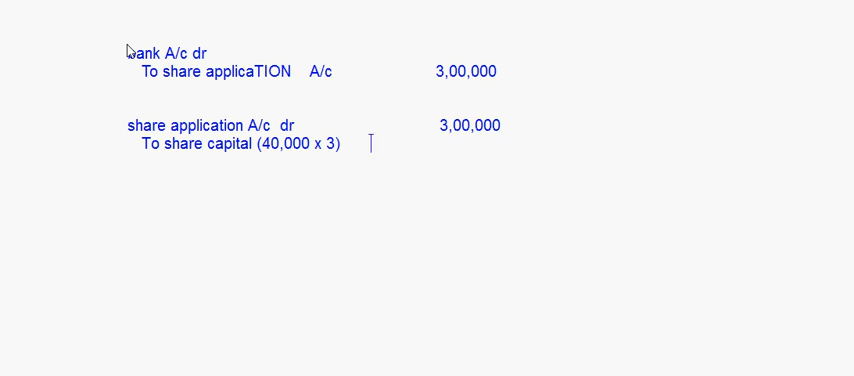 bank A/c dr
To share applicaTION A/c 3,00,000
share application A/c dr 3,00,000
To share capital (40,000 x 3)